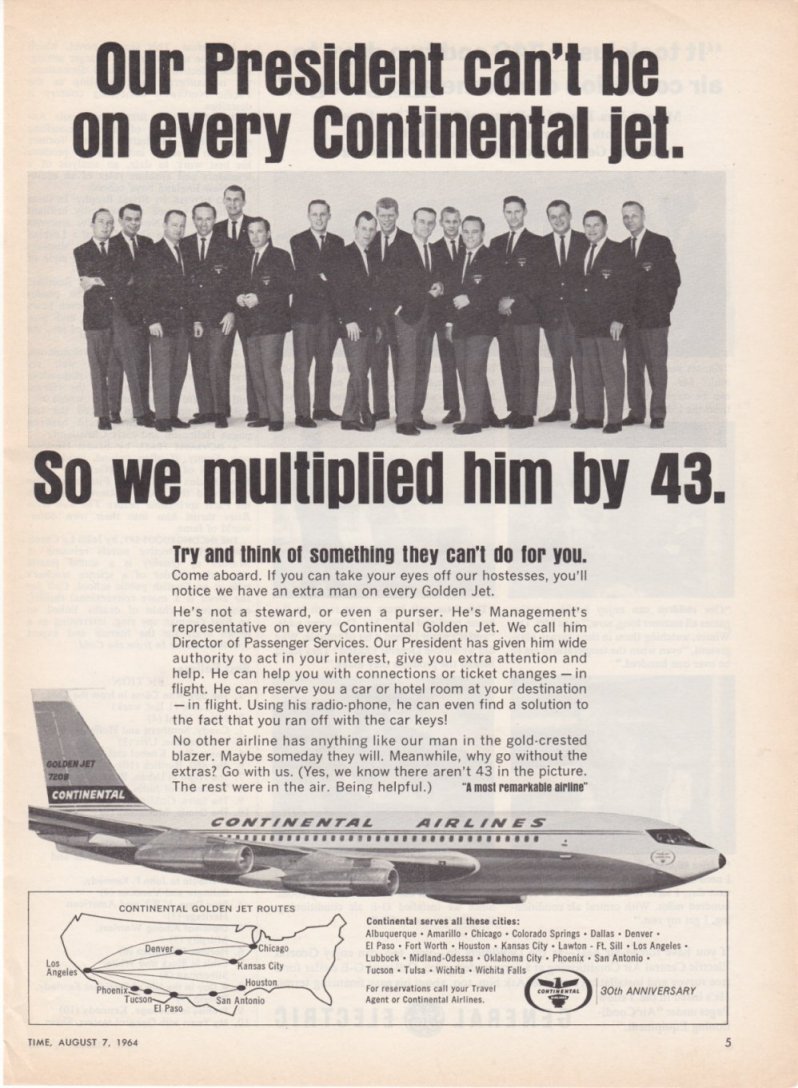 Our President can't be
on every Continental jet.
So we multiplied him by 43.
Try and think of something they can't do for you.
Come aboard. If you can take your eyes off our hostesses, you'll
notice we have an extra man on every Golden Jet.
He's not a steward, or even a purser. He's Management's
representative on every Continental Golden Jet. We call him
Director of Passenger Services. Our President has given him wide
authority to act in your interest, give you extra attention and
help. He can help you with connections or ticket changes — in
flight. He can reserve you a car or hotel room at your destination
— in flight. Using his radio-phone, he can even find a solution to
the fact that you ran off with the car keys!
No other airline has anything like our man in the gold-crested
blazer. Maybe someday they will. Meanwhile, why go without the
extras? Go with us. (Yes, we know there aren't 43 in the picture.
The rest were in the air. Being helpful.) "A most remarkable airline"
GOLDEN JET
720B
CONTINENTAL
CONTINENTAL AIRLINES
CONTINENTAL GOLDEN JET ROUTES
Denver
Chicago
Kansas City
Los
Angeles
Phoenix
Tucson
El Paso
Houston
San Antonio
Continental serves all these cities:
Albuquerque • Amarillo • Chicago • Colorado Springs • Dallas • Denver •
El Paso • Fort Worth • Houston • Kansas City • Lawton - Ft. Sill • Los Angeles •
Lubbock • Midland-Odessa • Oklahoma City • Phoenix • San Antonio •
Tucson • Tulsa • Wichita • Wichita Falls
For reservations call your Travel
Agent or Continental Airlines.
CONTINENTAL
AIRLINES
30th ANNIVERSARY
TIME, AUGUST 7, 1964
5